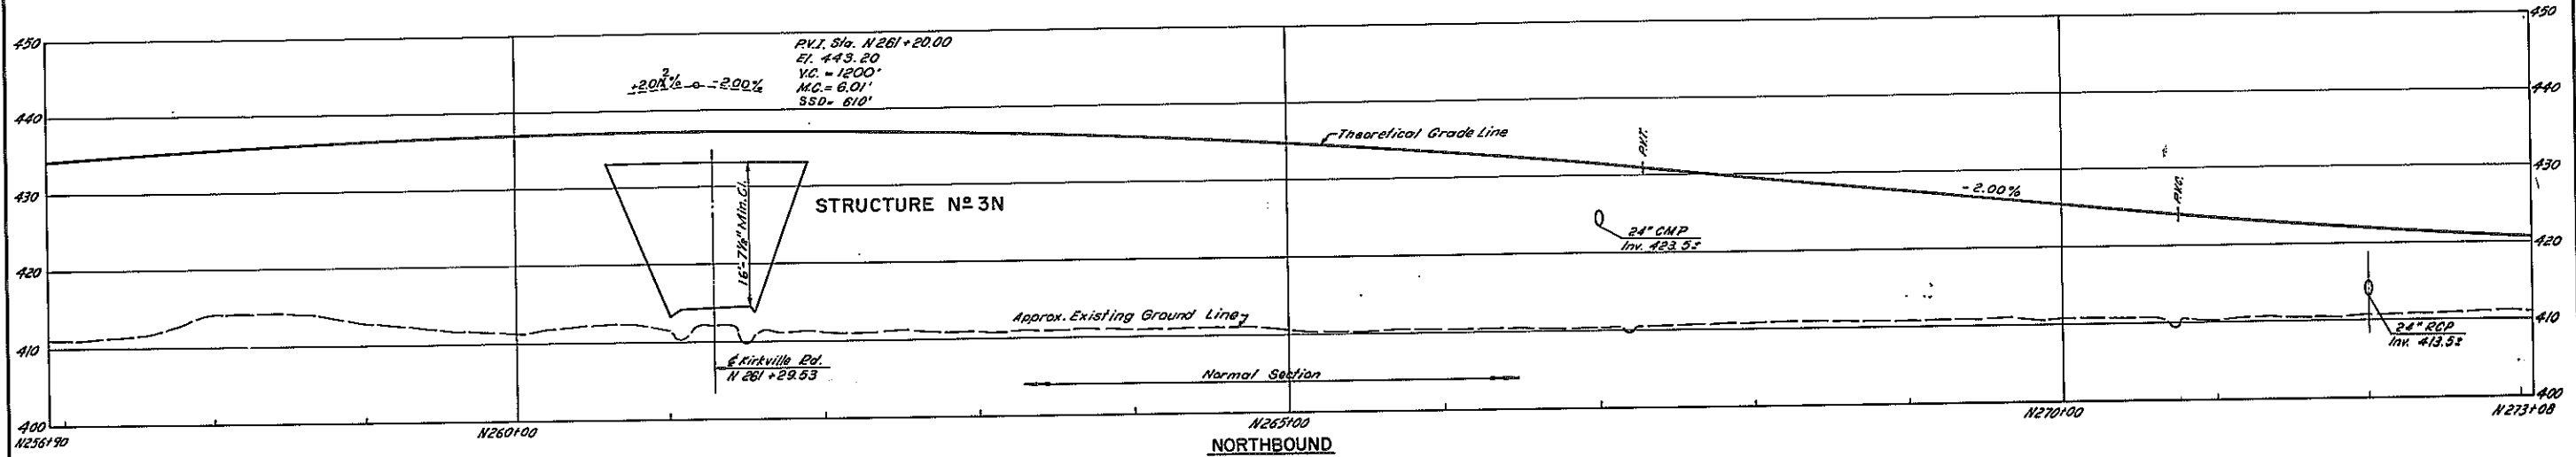 450
450
P.V.I. Sta. N 261+20.00
El. 443.20
V.C. = 1200'
M.C. = 6.01'
SSD = 610'
2
-2.00%
440
440
Theoretical Grade Line
P.V.T.
430
430
16'-7⅛" Min. Cl.
STRUCTURE Nº 3N
-2.00%
P.V.C.
24" CMP
Inv. 423.5±
420
420
Approx. Existing Ground Line
410
410
24" RCP
Inv. 413.5±
℄ Kirkville Rd.
N 261+29.53
Normal Section
400
400
N256+90
N260+00
N265+00
N270+00
N273+08
NORTHBOUND